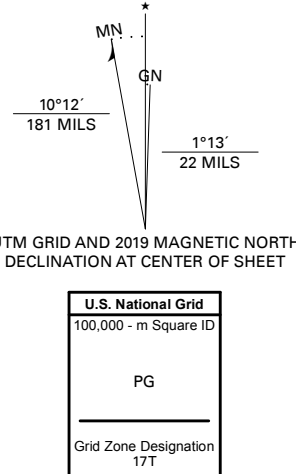 ★
MN
GN
10°12´
181 MILS
1°13´
22 MILS
UTM GRID AND 2019 MAGNETIC NORTH
DECLINATION AT CENTER OF SHEET
U.S. National Grid
100,000 - m Square ID
PG
Grid Zone Designation
17T